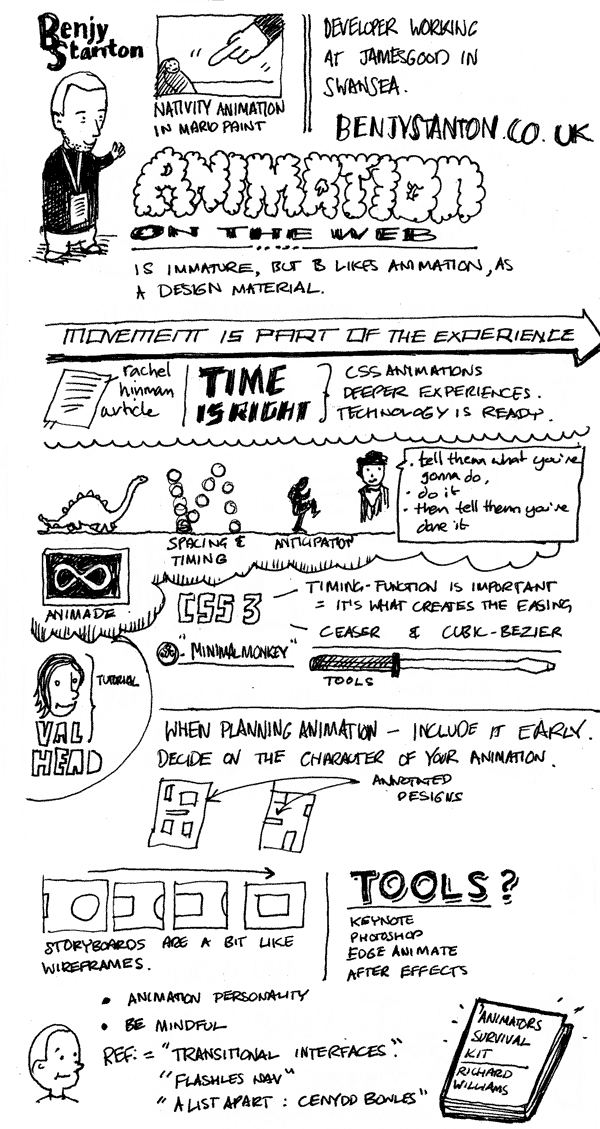 Benjy
Stanton
NATIVITY ANIMATION
IN MARIO PAINT
DEVELOPER WORKING
AT JAMESGOOD IN
SWANSEA.
BENJYSTANTON.CO.UK
ANIMATION
ON THE WEB
IS IMMATURE, BUT B LIKES ANIMATION, AS
A DESIGN MATERIAL.
MOVEMENT IS PART OF THE EXPERIENCE
rachel
hinman
article
TIME
IS RIGHT
CSS ANIMATIONS
DEEPER EXPERIENCES.
TECHNOLOGY IS READY.
• tell them what you're
gonna do,
• do it
• then tell them you've
done it
SPACING &
TIMING
ANTICIPATION
ANIMADE
CSS3
TIMING-FUNCTION IS IMPORTANT
= IT'S WHAT CREATES THE EASING
CEASER & CUBIC-BEZIER
"MINIMALMONKEY"
TOOLS
TUTORIAL
VAL
HEAD
WHEN PLANNING ANIMATION – INCLUDE IT EARLY.
DECIDE ON THE CHARACTER OF YOUR ANIMATION.
ANNOTATED
DESIGNS
STORYBOARDS ARE A BIT LIKE
WIREFRAMES.
TOOLS?
KEYNOTE
PHOTOSHOP
EDGE ANIMATE
AFTER EFFECTS
• ANIMATION PERSONALITY
• BE MINDFUL
REF: = "TRANSITIONAL INTERFACES".
"FLASHLES NAV"
"A LIST APART : CENYDD BOWLES"
ANIMATORS
SURVIVAL
KIT
RICHARD
WILLIAMS